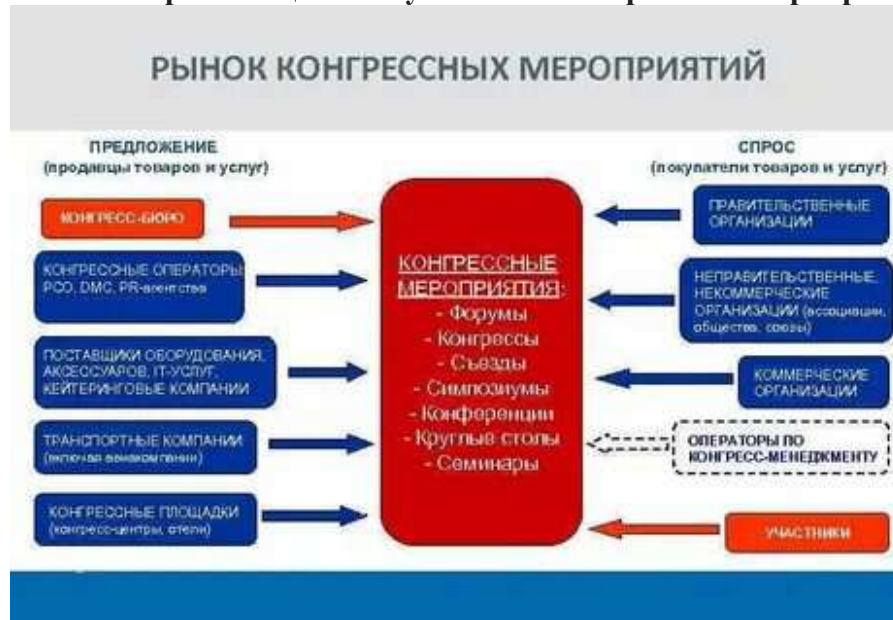 РЫНОК КОНГРЕССНЫХ МЕРОПРИЯТИЙ
ПРЕДЛОЖЕНИЕ
(продавцы товаров и услуг)
КОНГРЕСС-БЮРО
КОНГРЕССНЫЕ ОПЕРАТОРЫ:
PCO, DMC, PR-агентства
ПОСТАВЩИКИ ОБОРУДОВАНИЯ,
АКСЕССУАРОВ, IT-УСЛУГ,
КЕЙТЕРИНГОВЫЕ КОМПАНИИ
ТРАНСПОРТНЫЕ КОМПАНИИ
(включая авиакомпании)
КОНГРЕССНЫЕ ПЛОЩАДКИ
(конгресс-центры, отели)
КОНГРЕССНЫЕ
МЕРОПРИЯТИЯ:
- Форумы
- Конгрессы
- Съезды
- Симпозиумы
- Конференции
- Круглые столы
- Семинары
СПРОС
(покупатели товаров и услуг)
ПРАВИТЕЛЬСТВЕННЫЕ
ОРГАНИЗАЦИИ
НЕПРАВИТЕЛЬСТВЕННЫЕ,
НЕКОММЕРЧЕСКИЕ
ОРГАНИЗАЦИИ (ассоциации,
общества, союзы)
КОММЕРЧЕСКИЕ
ОРГАНИЗАЦИИ
ОПЕРАТОРЫ ПО
КОНГРЕСС-МЕНЕДЖМЕНТУ
УЧАСТНИКИ